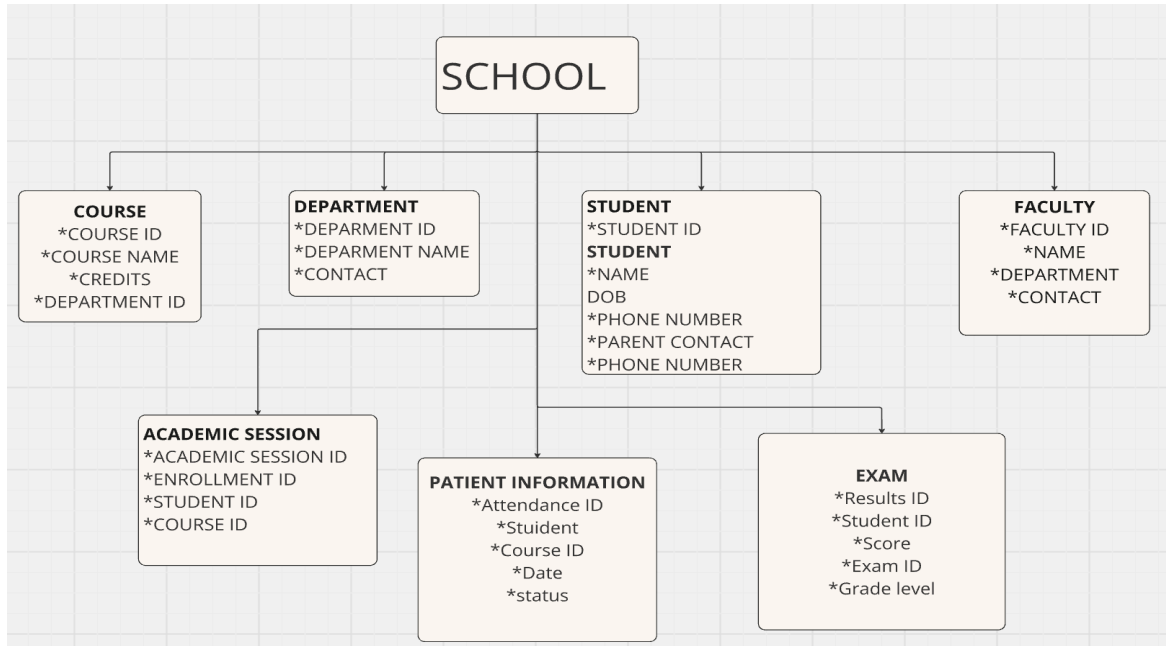 SCHOOL
COURSE
*COURSE ID
*COURSE NAME
*CREDITS
*DEPARTMENT ID
DEPARTMENT
*DEPARMENT ID
*DEPARMENT NAME
*CONTACT
STUDENT
*STUDENT ID
STUDENT
*NAME
DOB
*PHONE NUMBER
*PARENT CONTACT
*PHONE NUMBER
FACULTY
*FACULTY ID
*NAME
*DEPARTMENT
*CONTACT
ACADEMIC SESSION
*ACADEMIC SESSION ID
*ENROLLMENT ID
*STUDENT ID
*COURSE ID
PATIENT INFORMATION
*Attendance ID
*Stuident
*Course ID
*Date
*status
EXAM
*Results ID
*Student ID
*Score
*Exam ID
*Grade level